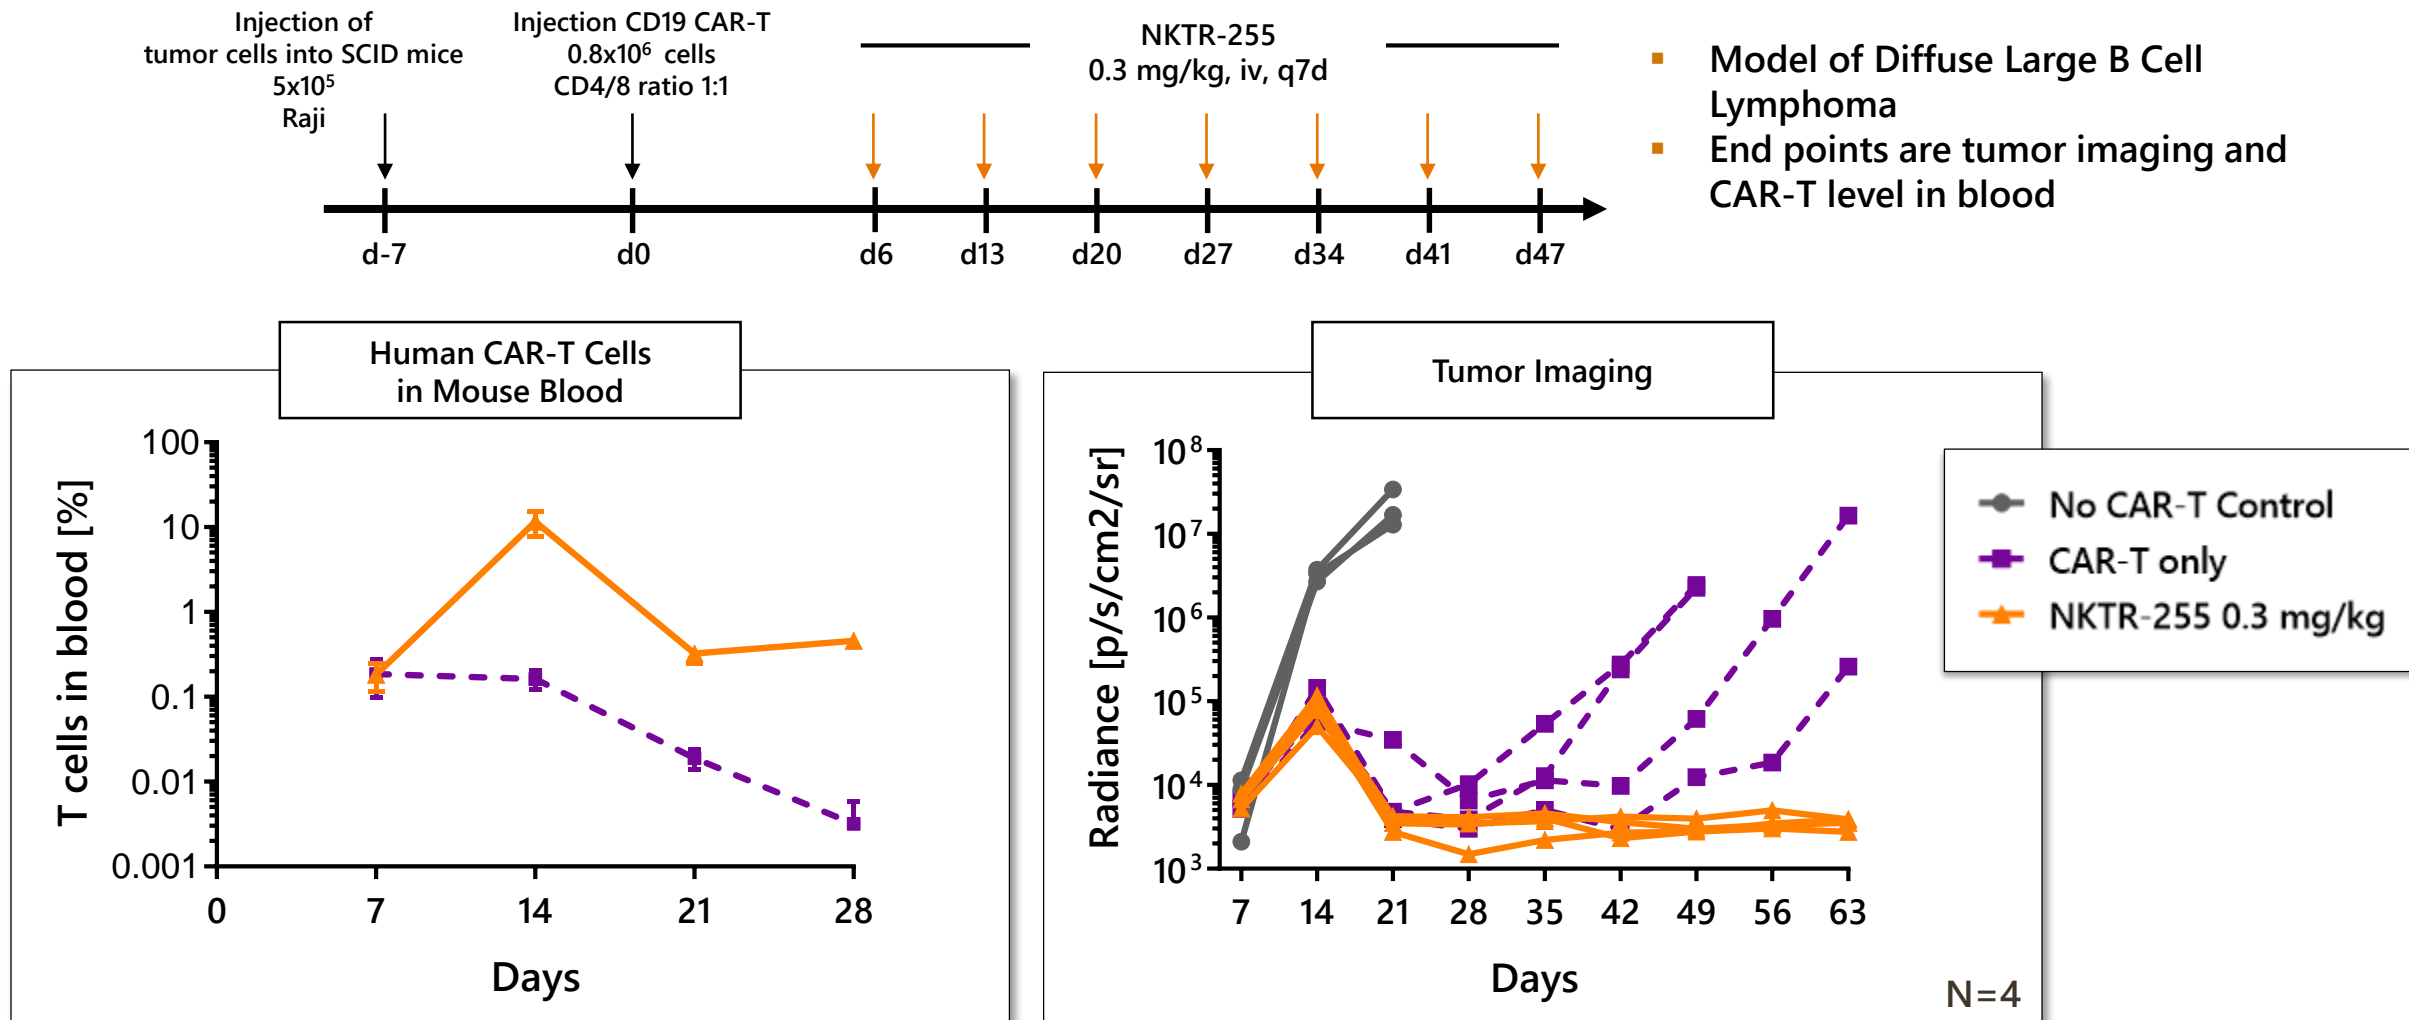 Injection of
tumor cells into SCID mice
5x10⁵
Raji
Injection CD19 CAR-T
0.8x10⁶ cells
CD4/8 ratio 1:1
NKTR-255
0.3 mg/kg, iv, q7d
d-7
d0
d6
d13
d20
d27
d34
d41
d47
▪ Model of Diffuse Large B Cell
Lymphoma
▪ End points are tumor imaging and
CAR-T level in blood
Human CAR-T Cells
in Mouse Blood
T cells in blood [%]
100
10
1
0.1
0.01
0.001
0
7
14
21
28
Days
Tumor Imaging
Radiance [p/s/cm2/sr]
10⁸
10⁷
10⁶
10⁵
10⁴
10³
7
14
21
28
35
42
49
56
63
Days
No CAR-T Control
CAR-T only
NKTR-255 0.3 mg/kg
N=4